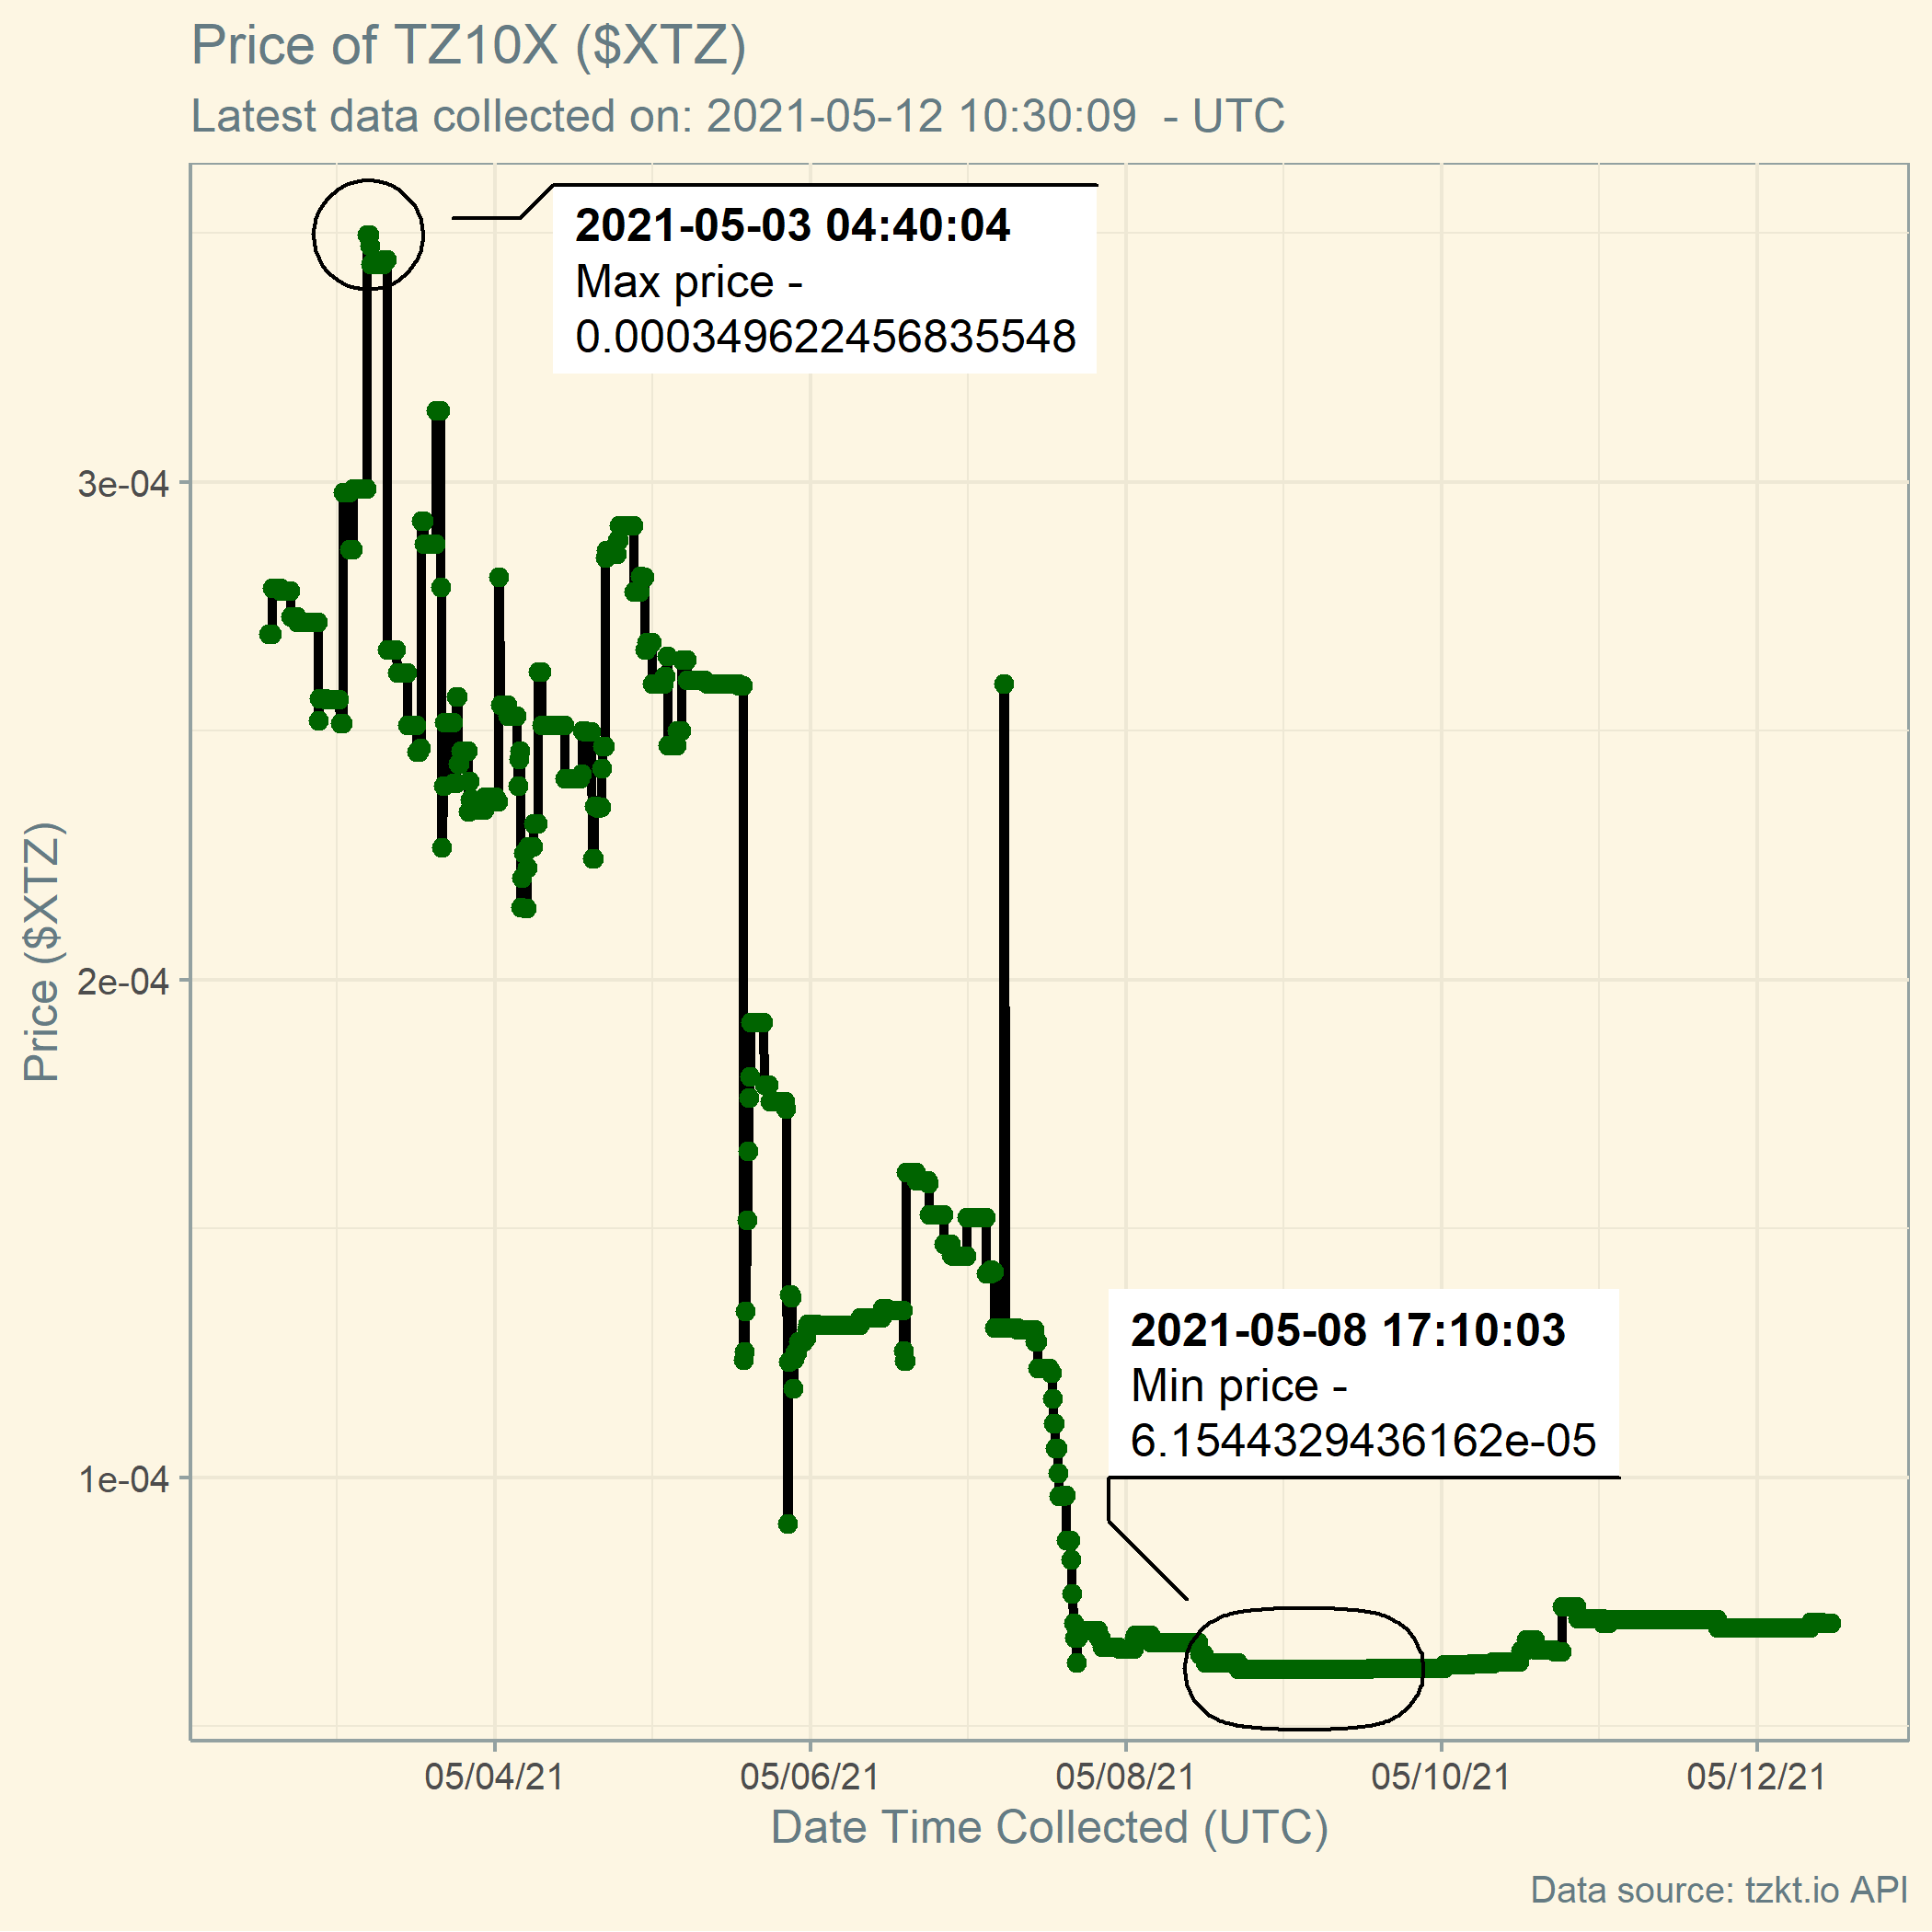 Price of TZ10X ($XTZ)
Latest data collected on: 2021-05-12 10:30:09  - UTC
2021-05-03 04:40:04
Max price -
0.000349622456835548
3e-04
2e-04
1e-04
Price ($XTZ)
2021-05-08 17:10:03
Min price -
6.1544329436162e-05
05/04/21
05/06/21
05/08/21
05/10/21
05/12/21
Date Time Collected (UTC)
Data source: tzkt.io API